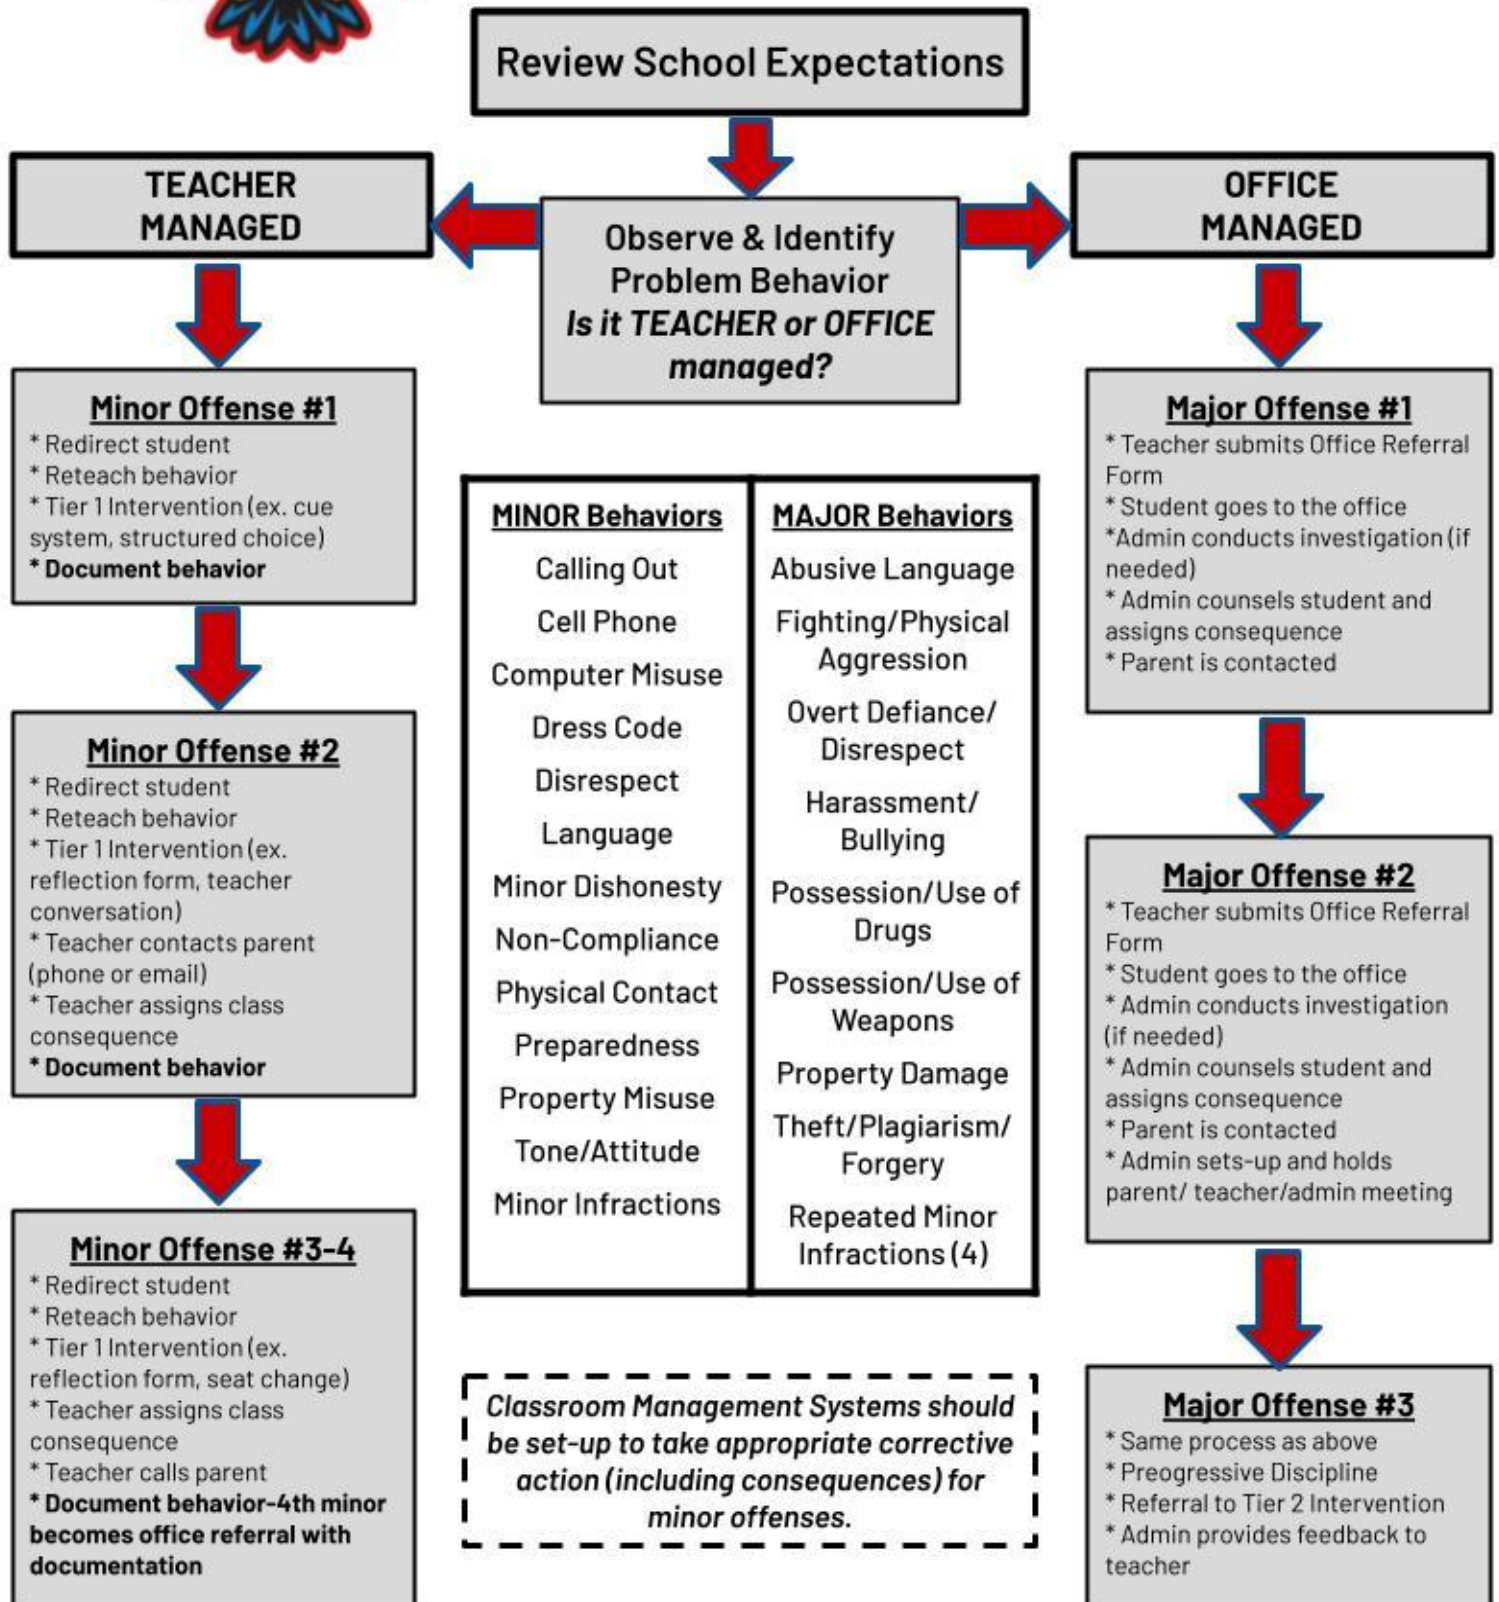 Review School Expectations
TEACHER
MANAGED
Observe & Identify
Problem Behavior
Is it TEACHER or OFFICE
managed?
OFFICE
MANAGED
Minor Offense #1
* Redirect student
* Reteach behavior
* Tier 1 Intervention (ex. cue
system, structured choice)
* Document behavior
Minor Offense #2
* Redirect student
* Reteach behavior
* Tier 1 Intervention (ex.
reflection form, teacher
conversation)
* Teacher contacts parent
(phone or email)
* Teacher assigns class
consequence
* Document behavior
Minor Offense #3-4
* Redirect student
* Reteach behavior
* Tier 1 Intervention (ex.
reflection form, seat change)
* Teacher assigns class
consequence
* Teacher calls parent
* Document behavior-4th minor
becomes office referral with
documentation
MINOR Behaviors
Calling Out
Cell Phone
Computer Misuse
Dress Code
Disrespect
Language
Minor Dishonesty
Non-Compliance
Physical Contact
Preparedness
Property Misuse
Tone/Attitude
Minor Infractions
MAJOR Behaviors
Abusive Language
Fighting/Physical
Aggression
Overt Defiance/
Disrespect
Harassment/
Bullying
Possession/Use of
Drugs
Possession/Use of
Weapons
Property Damage
Theft/Plagiarism/
Forgery
Repeated Minor
Infractions (4)
Classroom Management Systems should
be set-up to take appropriate corrective
action (including consequences) for
minor offenses.
Major Offense #1
* Teacher submits Office Referral
Form
* Student goes to the office
*Admin conducts investigation (if
needed)
* Admin counsels student and
assigns consequence
* Parent is contacted
Major Offense #2
* Teacher submits Office Referral
Form
* Student goes to the office
* Admin conducts investigation
(if needed)
* Admin counsels student and
assigns consequence
* Parent is contacted
* Admin sets-up and holds
parent/ teacher/admin meeting
Major Offense #3
* Same process as above
* Preogressive Discipline
* Referral to Tier 2 Intervention
* Admin provides feedback to
teacher